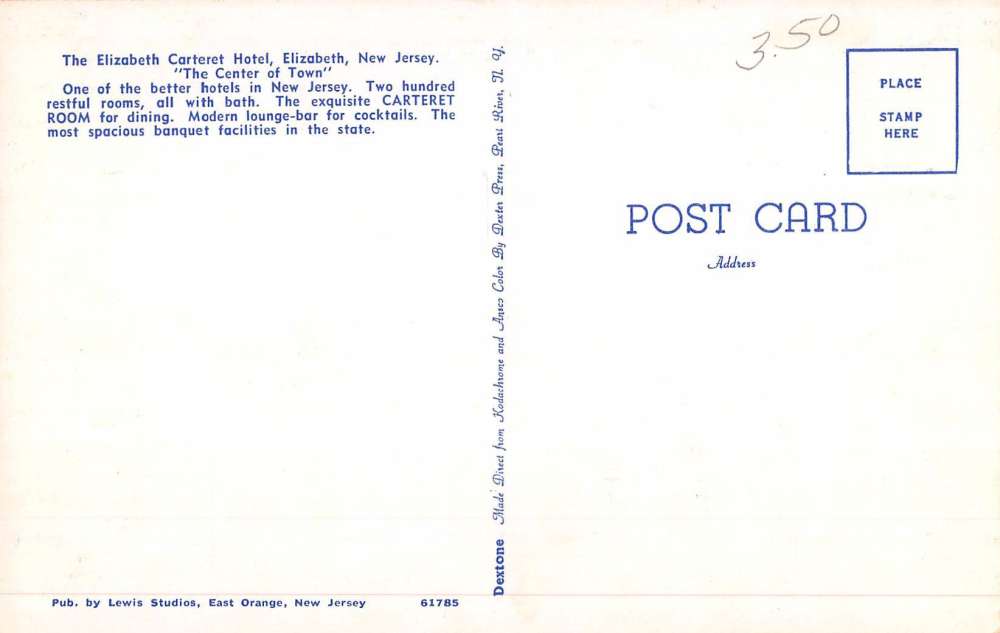 The Elizabeth Carteret Hotel, Elizabeth, New Jersey.
"The Center of Town"
One of the better hotels in New Jersey. Two hundred
restful rooms, all with bath. The exquisite CARTERET
ROOM for dining. Modern lounge-bar for cocktails. The
most spacious banquet facilities in the state.
Pub. by Lewis Studios, East Orange, New Jersey 61785
Dextone Made Direct from Kodachrome and Ansco Color By Dexter Press, Pearl River, N. Y.
3.50
PLACE
STAMP
HERE
POST CARD
Address